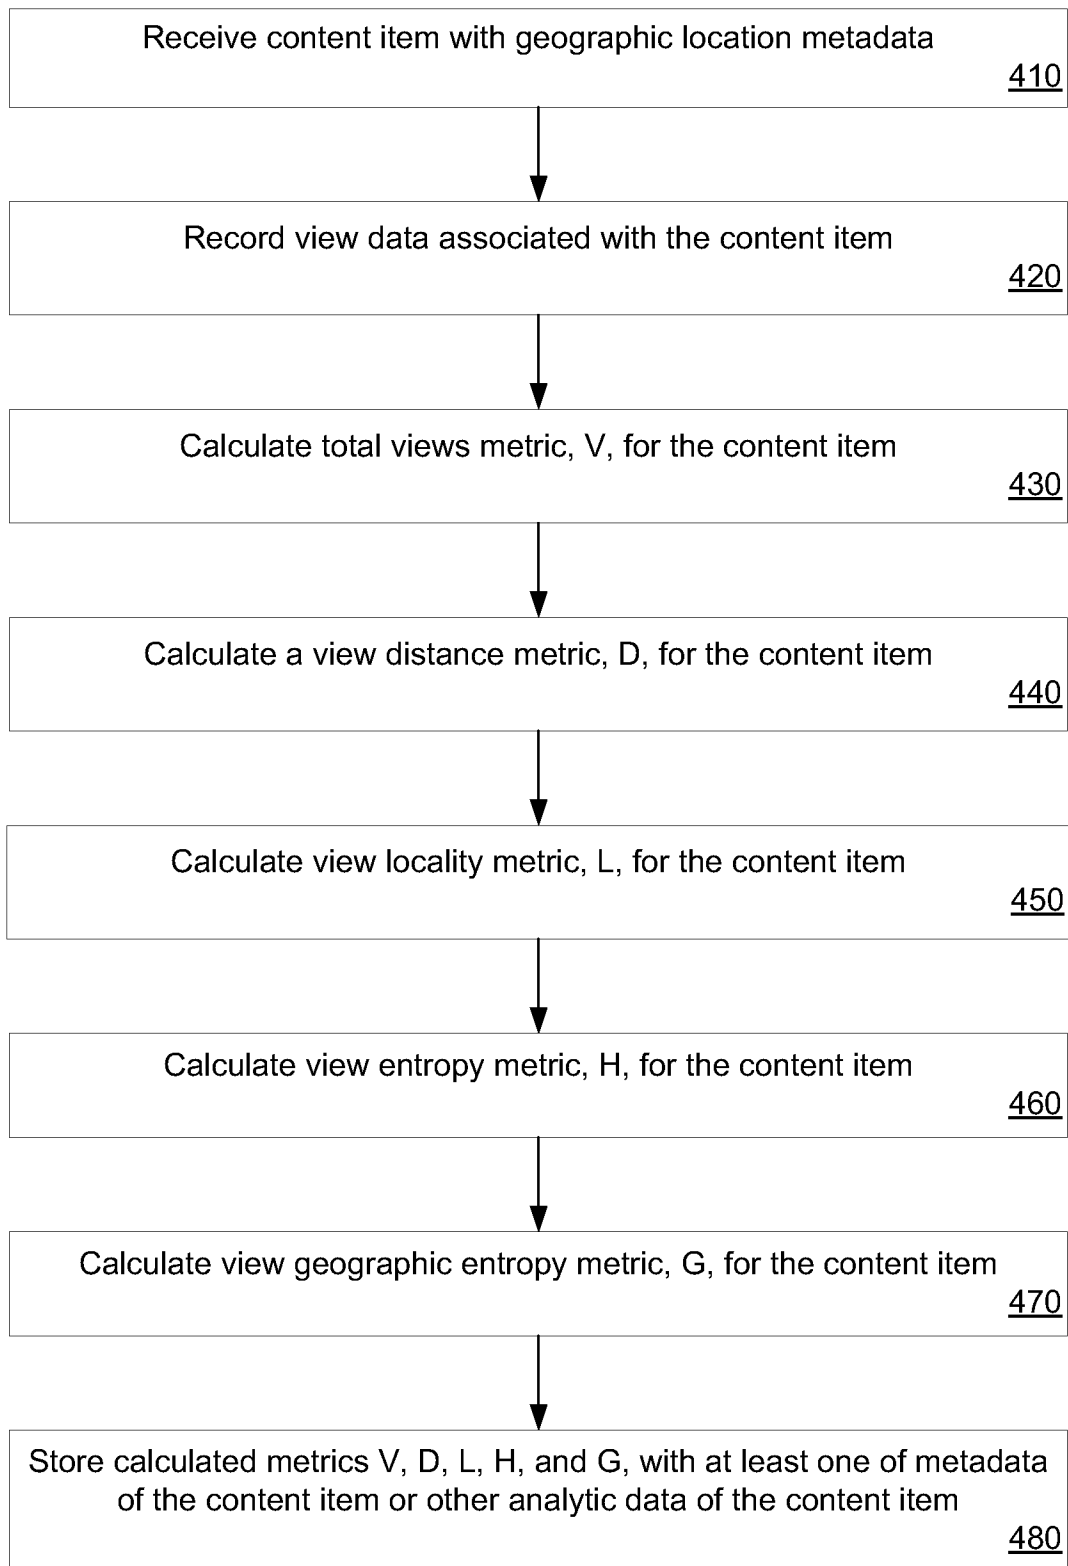 Receive content item with geographic location metadata
410
Record view data associated with the content item
420
Calculate total views metric, V, for the content item
430
Calculate a view distance metric, D, for the content item
440
Calculate view locality metric, L, for the content item
450
Calculate view entropy metric, H, for the content item
460
Calculate view geographic entropy metric, G, for the content item
470
Store calculated metrics V, D, L, H, and G, with at least one of metadata
of the content item or other analytic data of the content item
480